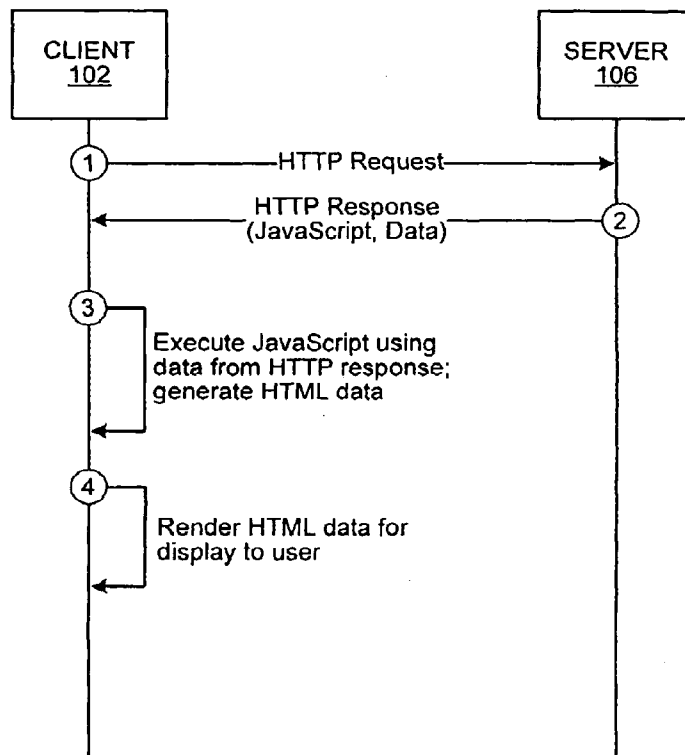 CLIENT
102
SERVER
106
1
HTTP Request
HTTP Response
(JavaScript, Data)
2
3
Execute JavaScript using
data from HTTP response;
generate HTML data
4
Render HTML data for
display to user